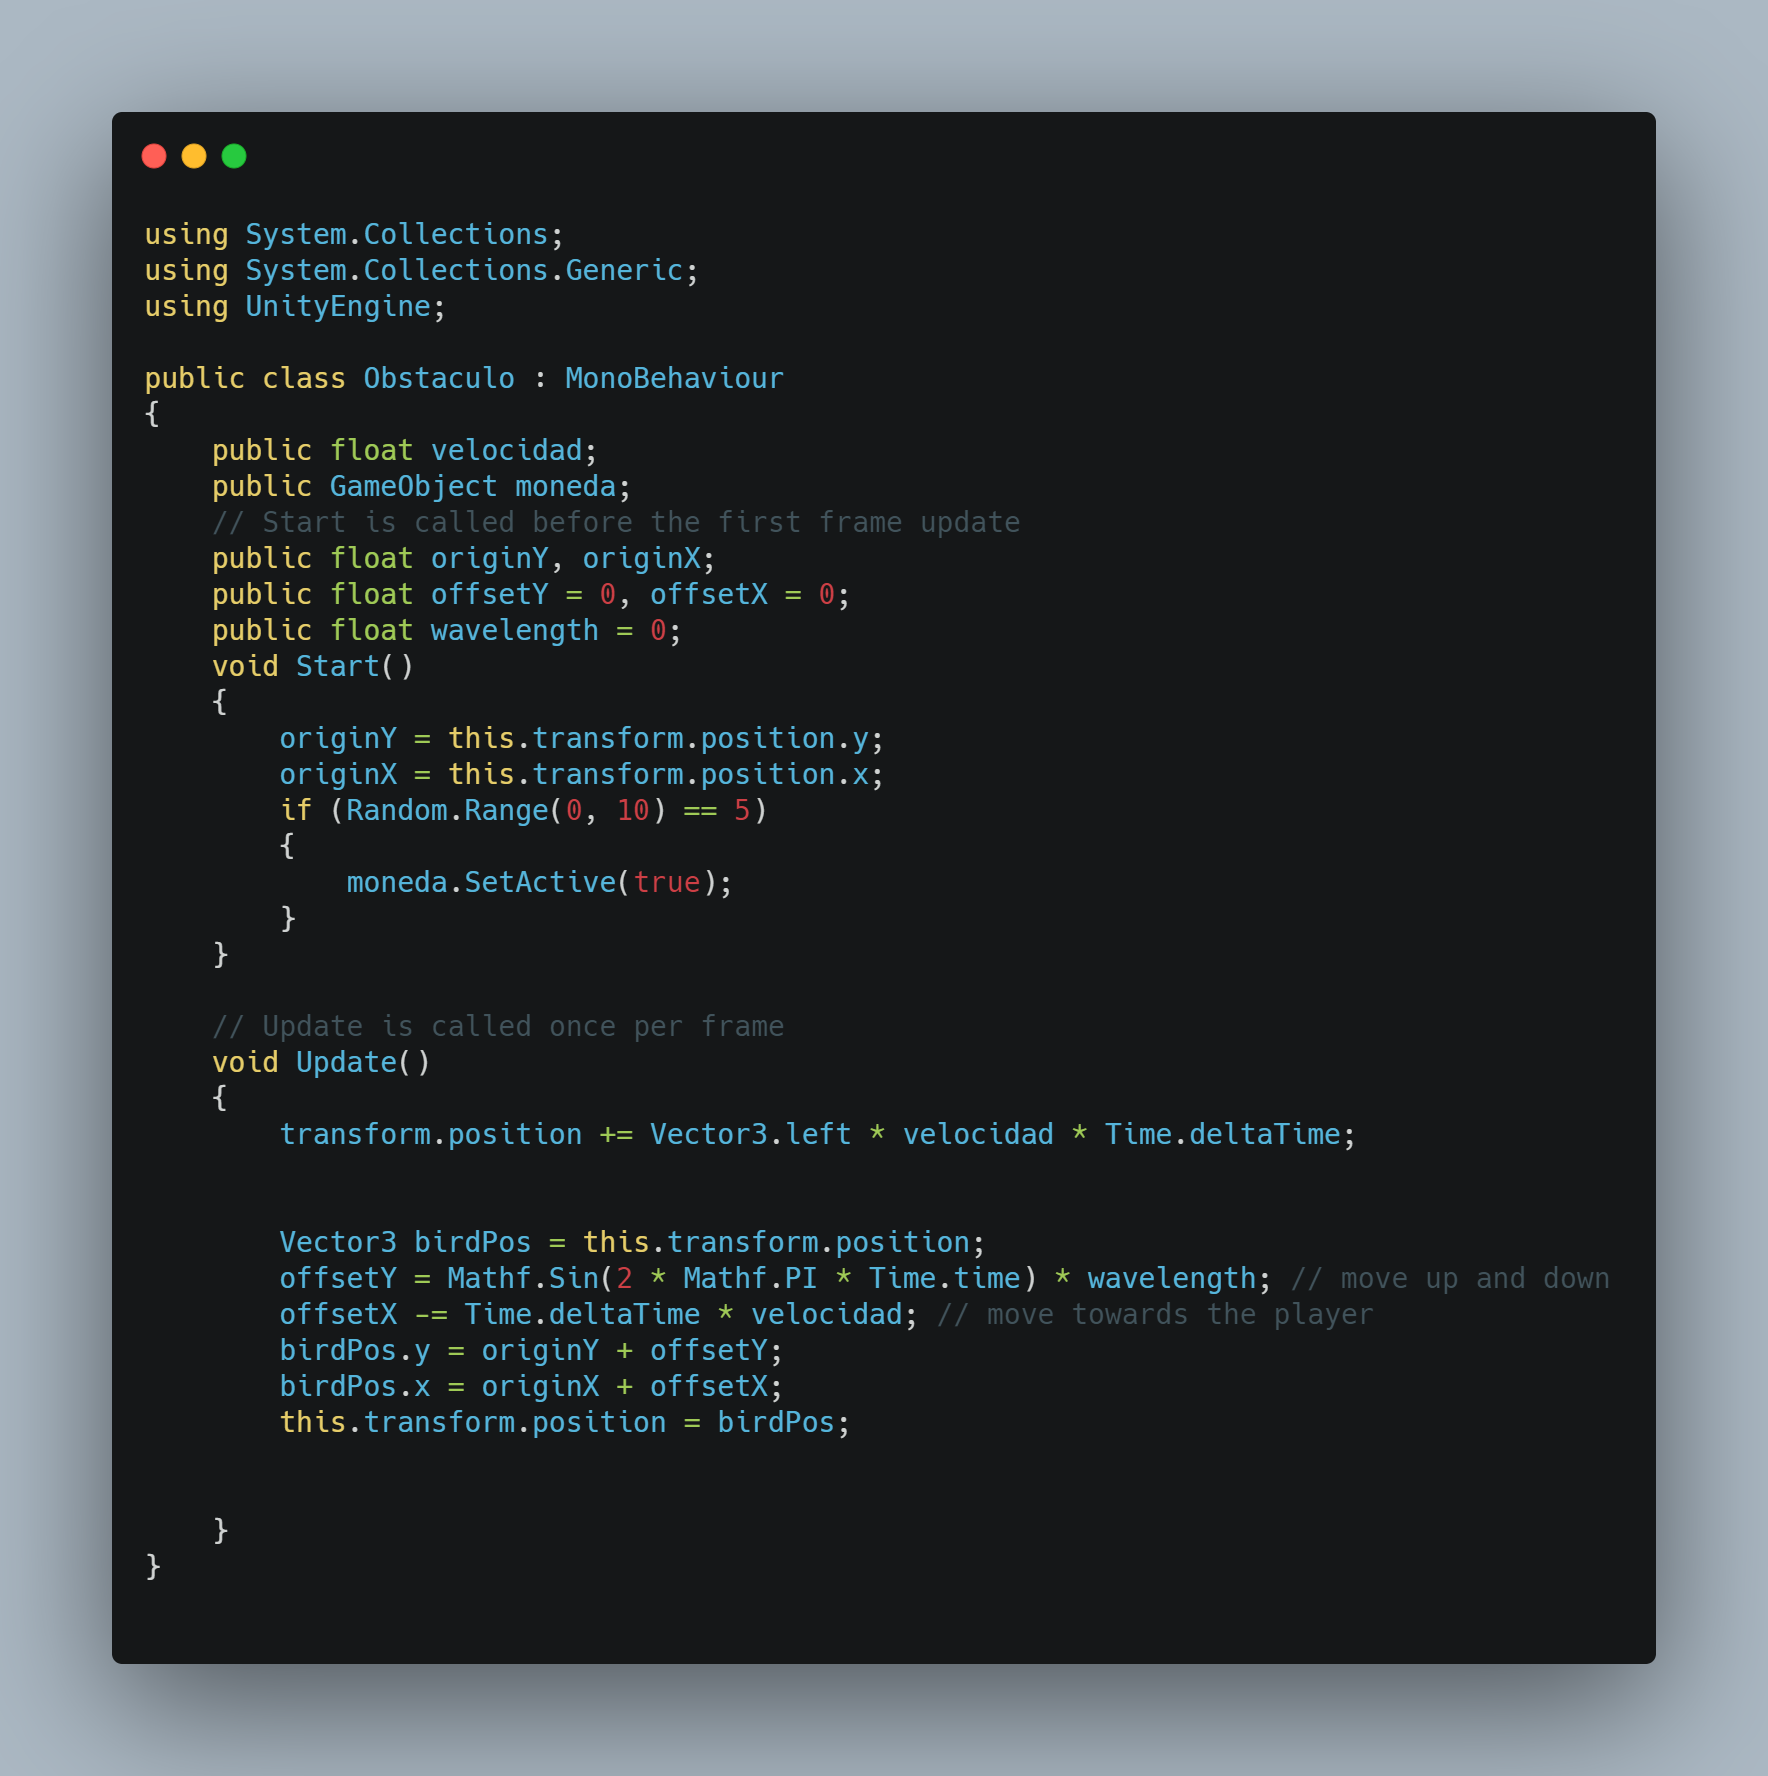 using System.Collections;
using System.Collections.Generic;
using UnityEngine;

public class Obstaculo : MonoBehaviour
{
    public float velocidad;
    public GameObject moneda;
    // Start is called before the first frame update
    public float originY, originX;
    public float offsetY = 0, offsetX = 0;
    public float wavelength = 0;
    void Start()
    {
        originY = this.transform.position.y;
        originX = this.transform.position.x;
        if (Random.Range(0, 10) == 5)
        {
            moneda.SetActive(true);
        }
    }

    // Update is called once per frame
    void Update()
    {
        transform.position += Vector3.left * velocidad * Time.deltaTime;


        Vector3 birdPos = this.transform.position;
        offsetY = Mathf.Sin(2 * Mathf.PI * Time.time) * wavelength; // move up and down
        offsetX -= Time.deltaTime * velocidad; // move towards the player
        birdPos.y = originY + offsetY;
        birdPos.x = originX + offsetX;
        this.transform.position = birdPos;


    }
}